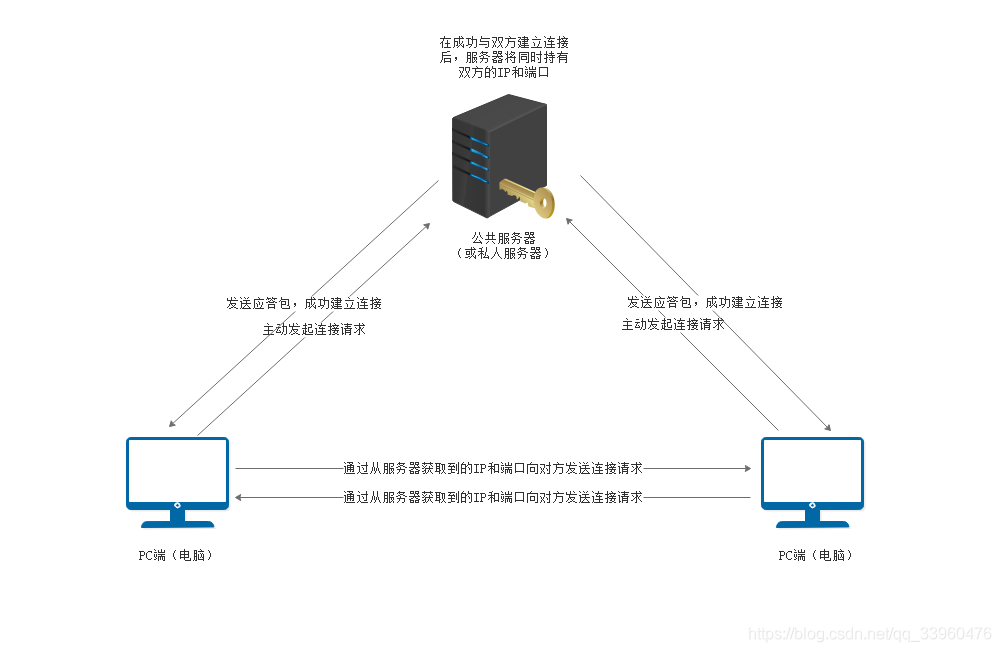 在成功与双方建立连接
后，服务器将同时持有
双方的IP和端口
公共服务器
（或私人服务器）
发送应答包，成功建立连接
主动发起连接请求
发送应答包，成功建立连接
主动发起连接请求
通过从服务器获取到的IP和端口向对方发送连接请求
通过从服务器获取到的IP和端口向对方发送连接请求
PC端（电脑）
PC端（电脑）
https://blog.csdn.net/qq_33960476